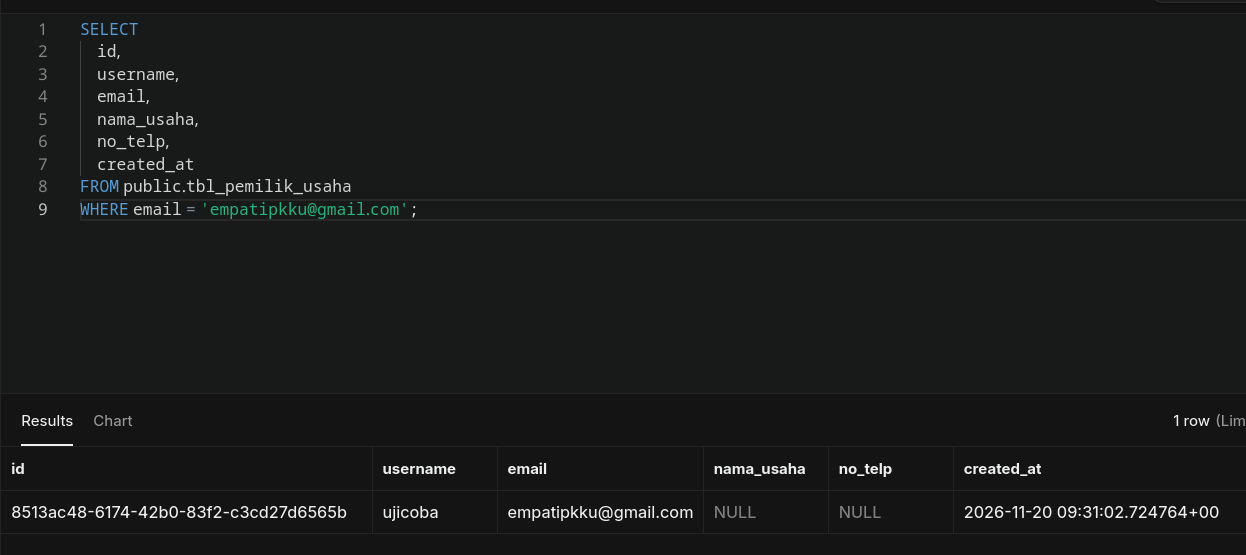 1 SELECT
2 id,
3 username,
4 email,
5 nama_usaha,
6 no_telp,
7 created_at
8 FROM public.tbl_pemilik_usaha
9 WHERE email = 'empatipkku@gmail.com';
Results Chart 1 row (Lim
id username email nama_usaha no_telp created_at
8513ac48-6174-42b0-83f2-c3cd27d6565b ujicoba empatipkku@gmail.com NULL NULL 2026-11-20 09:31:02.724764+00